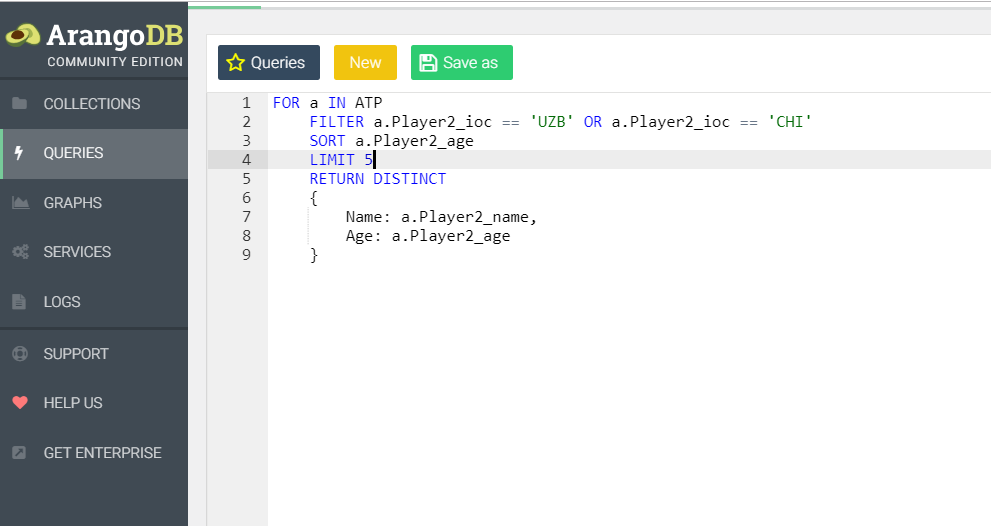 ArangoDB
COMMUNITY EDITION
COLLECTIONS
QUERIES
GRAPHS
SERVICES
LOGS
SUPPORT
HELP US
GET ENTERPRISE
Queries New Save as
1 FOR a IN ATP
2 FILTER a.Player2_ioc == 'UZB' OR a.Player2_ioc == 'CHI'
3 SORT a.Player2_age
4 LIMIT 5
5 RETURN DISTINCT
6 {
7 Name: a.Player2_name,
8 Age: a.Player2_age
9 }